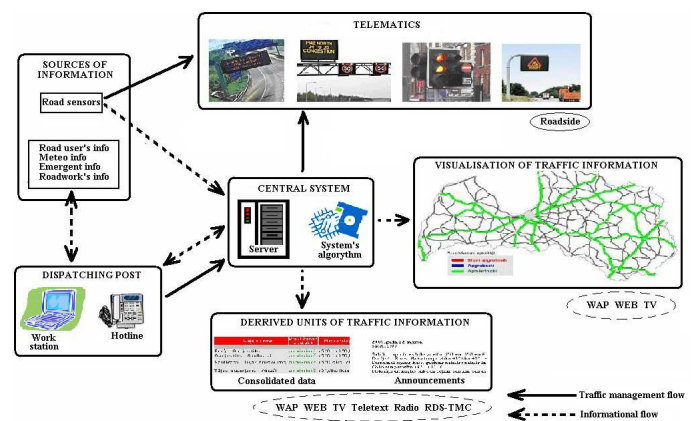 TELEMATICS
SOURCES OF
INFORMATION
Road sensors
Road user's info
Meteo info
Emergent info
Roadwork's info
CONGESTION
Roadside
VISUALISATION OF TRAFFIC INFORMATION
CENTRAL SYSTEM
Server
System's
algorythm
WAP WEB TV
DISPATCHING POST
Work
station
Hotline
DERRIVED UNITS OF TRAFFIC INFORMATION
Consolidated data
Announcements
WAP WEB TV Teletext Radio RDS-TMC
Traffic management flow
Informational flow